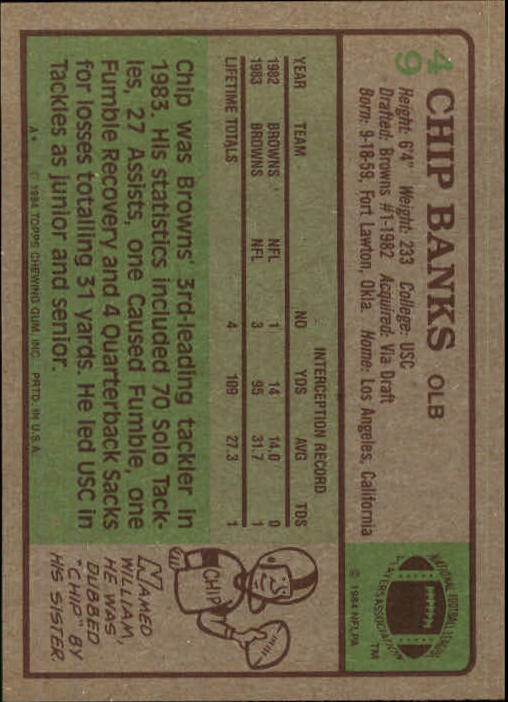 49
CHIP BANKS OLB
Height: 6'4" Weight: 233 College: USC
Drafted: Browns #1-1982 Acquired: Via Draft
Born: 9-18-59, Fort Lawton, Okla. Home: Los Angeles, California
NATIONAL FOOTBALL LEAGUE
PLAYERS ASSOCIATION
TM
© 1984 NFLPA
INTERCEPTION RECORD
YEAR TEAM NO YDS AVG TDS
1982 BROWNS NFL 1 14 14.0 0
1983 BROWNS NFL 3 95 31.7 1
LIFETIME TOTALS 4 109 27.3 1
Chip was Browns' 3rd-leading tackler in
1983. His statistics included 70 Solo Tack-
les, 27 Assists, one Caused Fumble, one
Fumble Recovery and 4 Quarterback Sacks
for losses totalling 31 yards. He led USC in
Tackles as junior and senior.
A* © 1984 TOPPS CHEWING GUM, INC. PRTD. IN U.S.A.
CHIP
NAMED
WILLIAM,
HE WAS
DUBBED
"CHIP" BY
HIS SISTER.